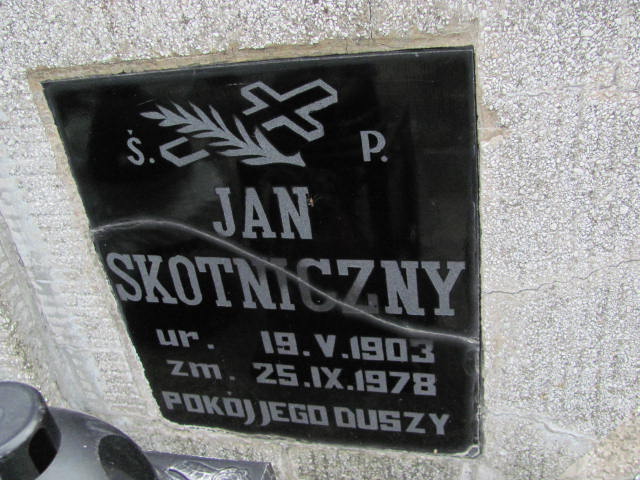 Ś. P.
JAN
SKOTNICZNY
ur. 19.V.1903
zm. 25.IX.1978
POKÓJ JEGO DUSZY